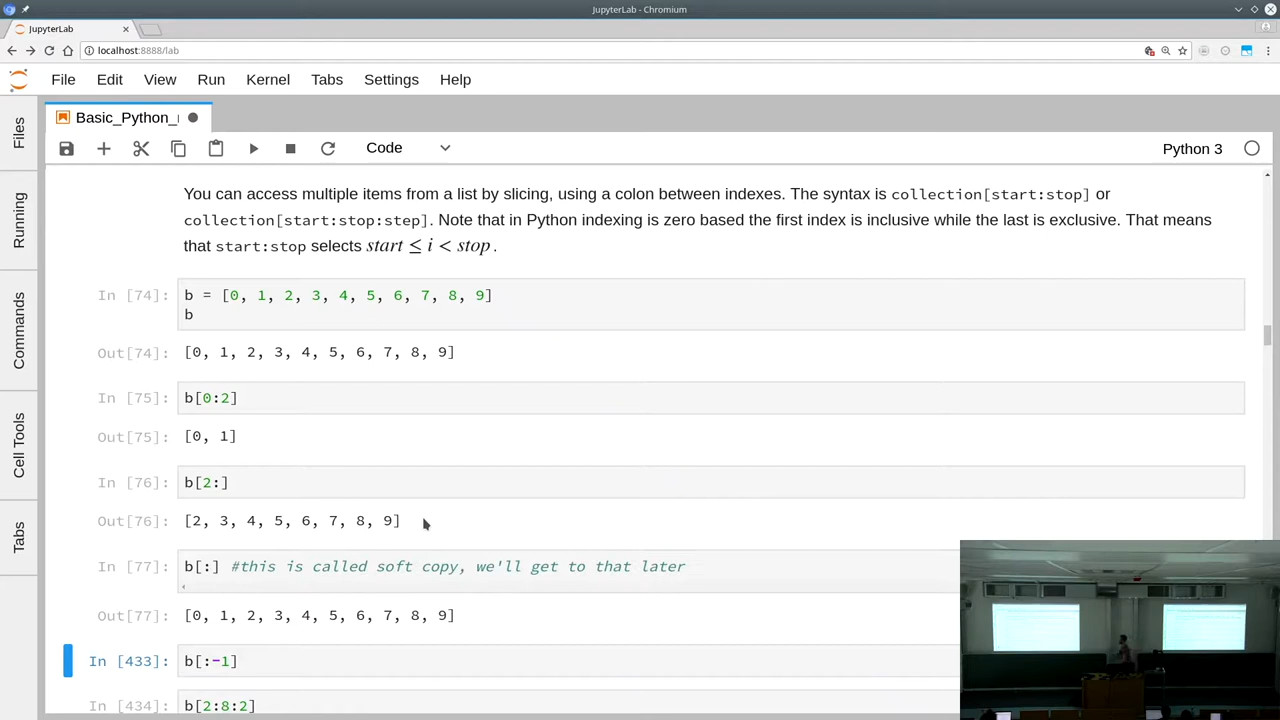 JupyterLab - Chromium
JupyterLab
localhost:8888/lab
File Edit View Run Kernel Tabs Settings Help
Basic_Python_
Code
Python 3
Files
Running
Commands
Cell Tools
Tabs
You can access multiple items from a list by slicing, using a colon between indexes. The syntax is collection[start:stop] or
collection[start:stop:step]. Note that in Python indexing is zero based the first index is inclusive while the last is exclusive. That means
that start:stop selects start ≤ i < stop.
In [74]: b = [0, 1, 2, 3, 4, 5, 6, 7, 8, 9]
b
Out[74]: [0, 1, 2, 3, 4, 5, 6, 7, 8, 9]
In [75]: b[0:2]
Out[75]: [0, 1]
In [76]: b[2:]
Out[76]: [2, 3, 4, 5, 6, 7, 8, 9]
In [77]: b[:] #this is called soft copy, we'll get to that later
Out[77]: [0, 1, 2, 3, 4, 5, 6, 7, 8, 9]
In [433]: b[:-1]
In [434]: b[2:8:2]